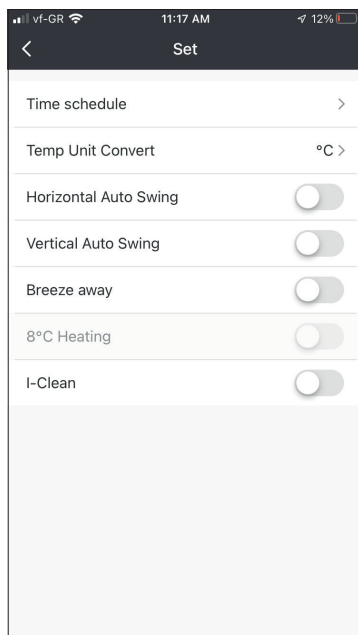 vf-GR 11:17 AM 12%
Set
Time schedule
Temp Unit Convert °C
Horizontal Auto Swing
Vertical Auto Swing
Breeze away
8°C Heating
I-Clean